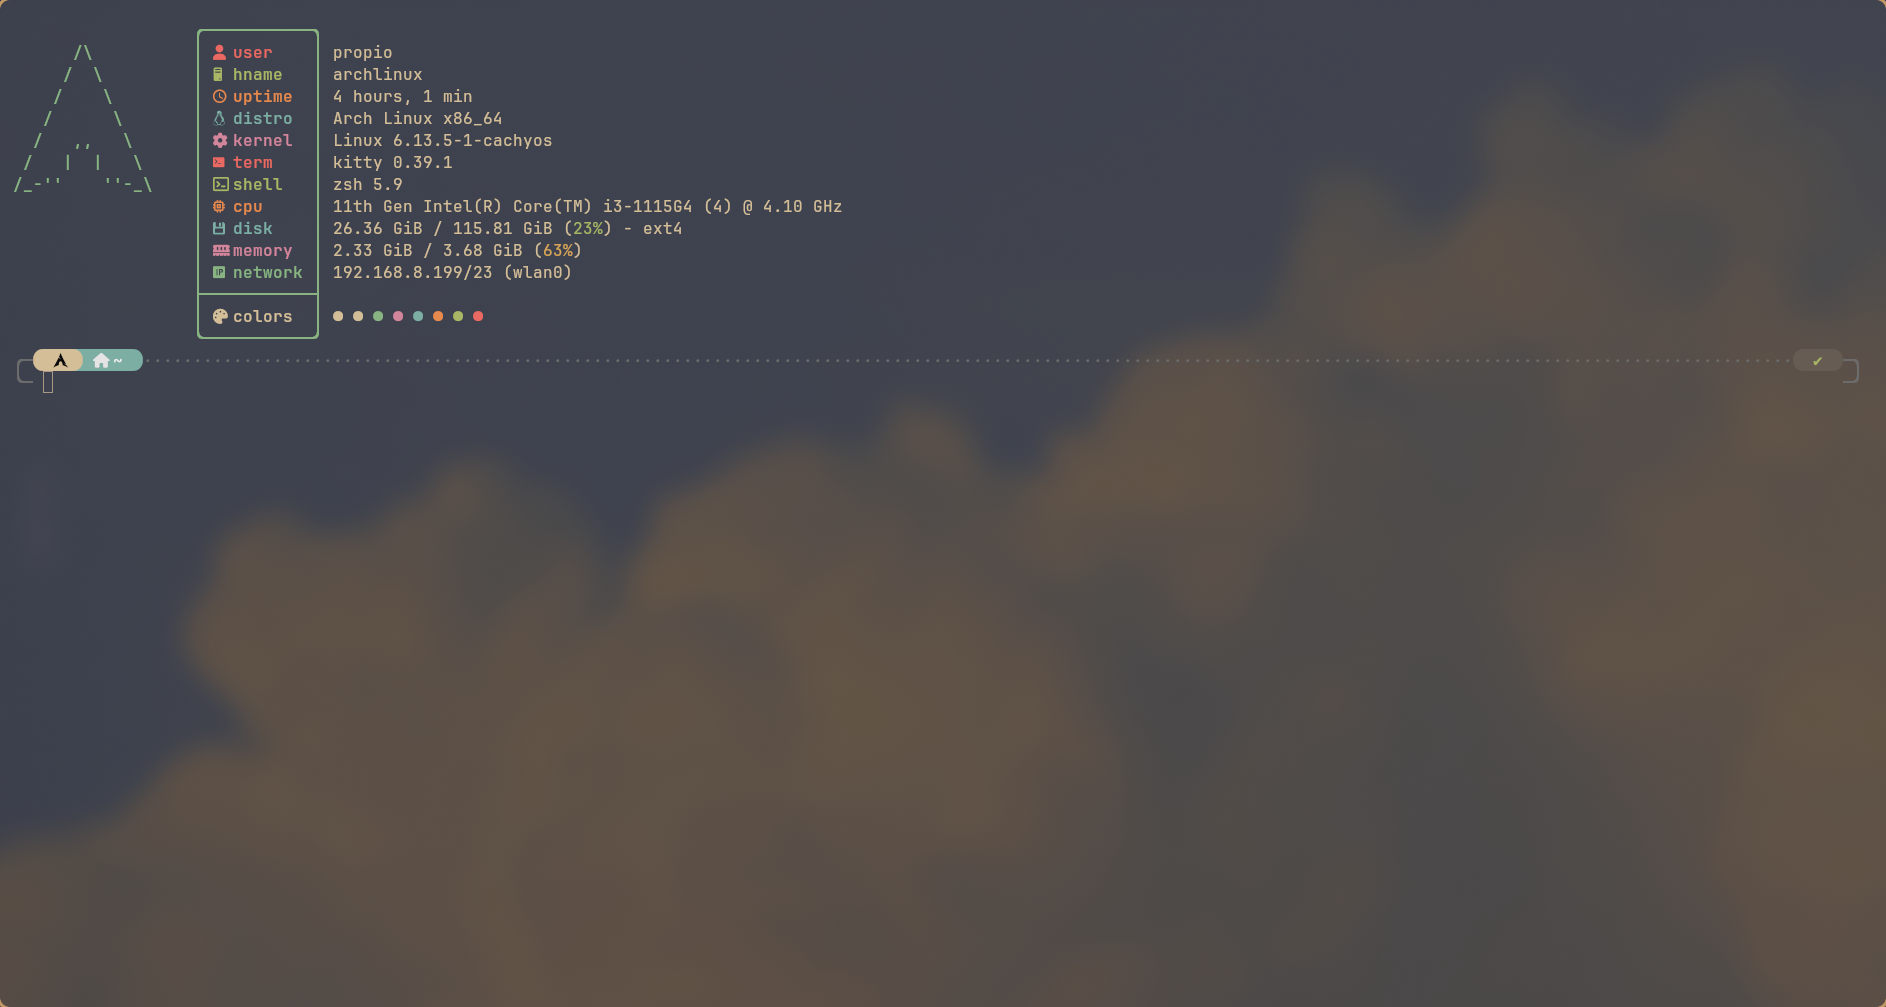 user propio
hname archlinux
uptime 4 hours, 1 min
distro Arch Linux x86_64
kernel Linux 6.13.5-1-cachyos
term kitty 0.39.1
shell zsh 5.9
cpu 11th Gen Intel(R) Core(TM) i3-1115G4 (4) @ 4.10 GHz
disk 26.36 GiB / 115.81 GiB (23%) - ext4
memory 2.33 GiB / 3.68 GiB (63%)
network 192.168.8.199/23 (wlan0)
colors
~ ✔